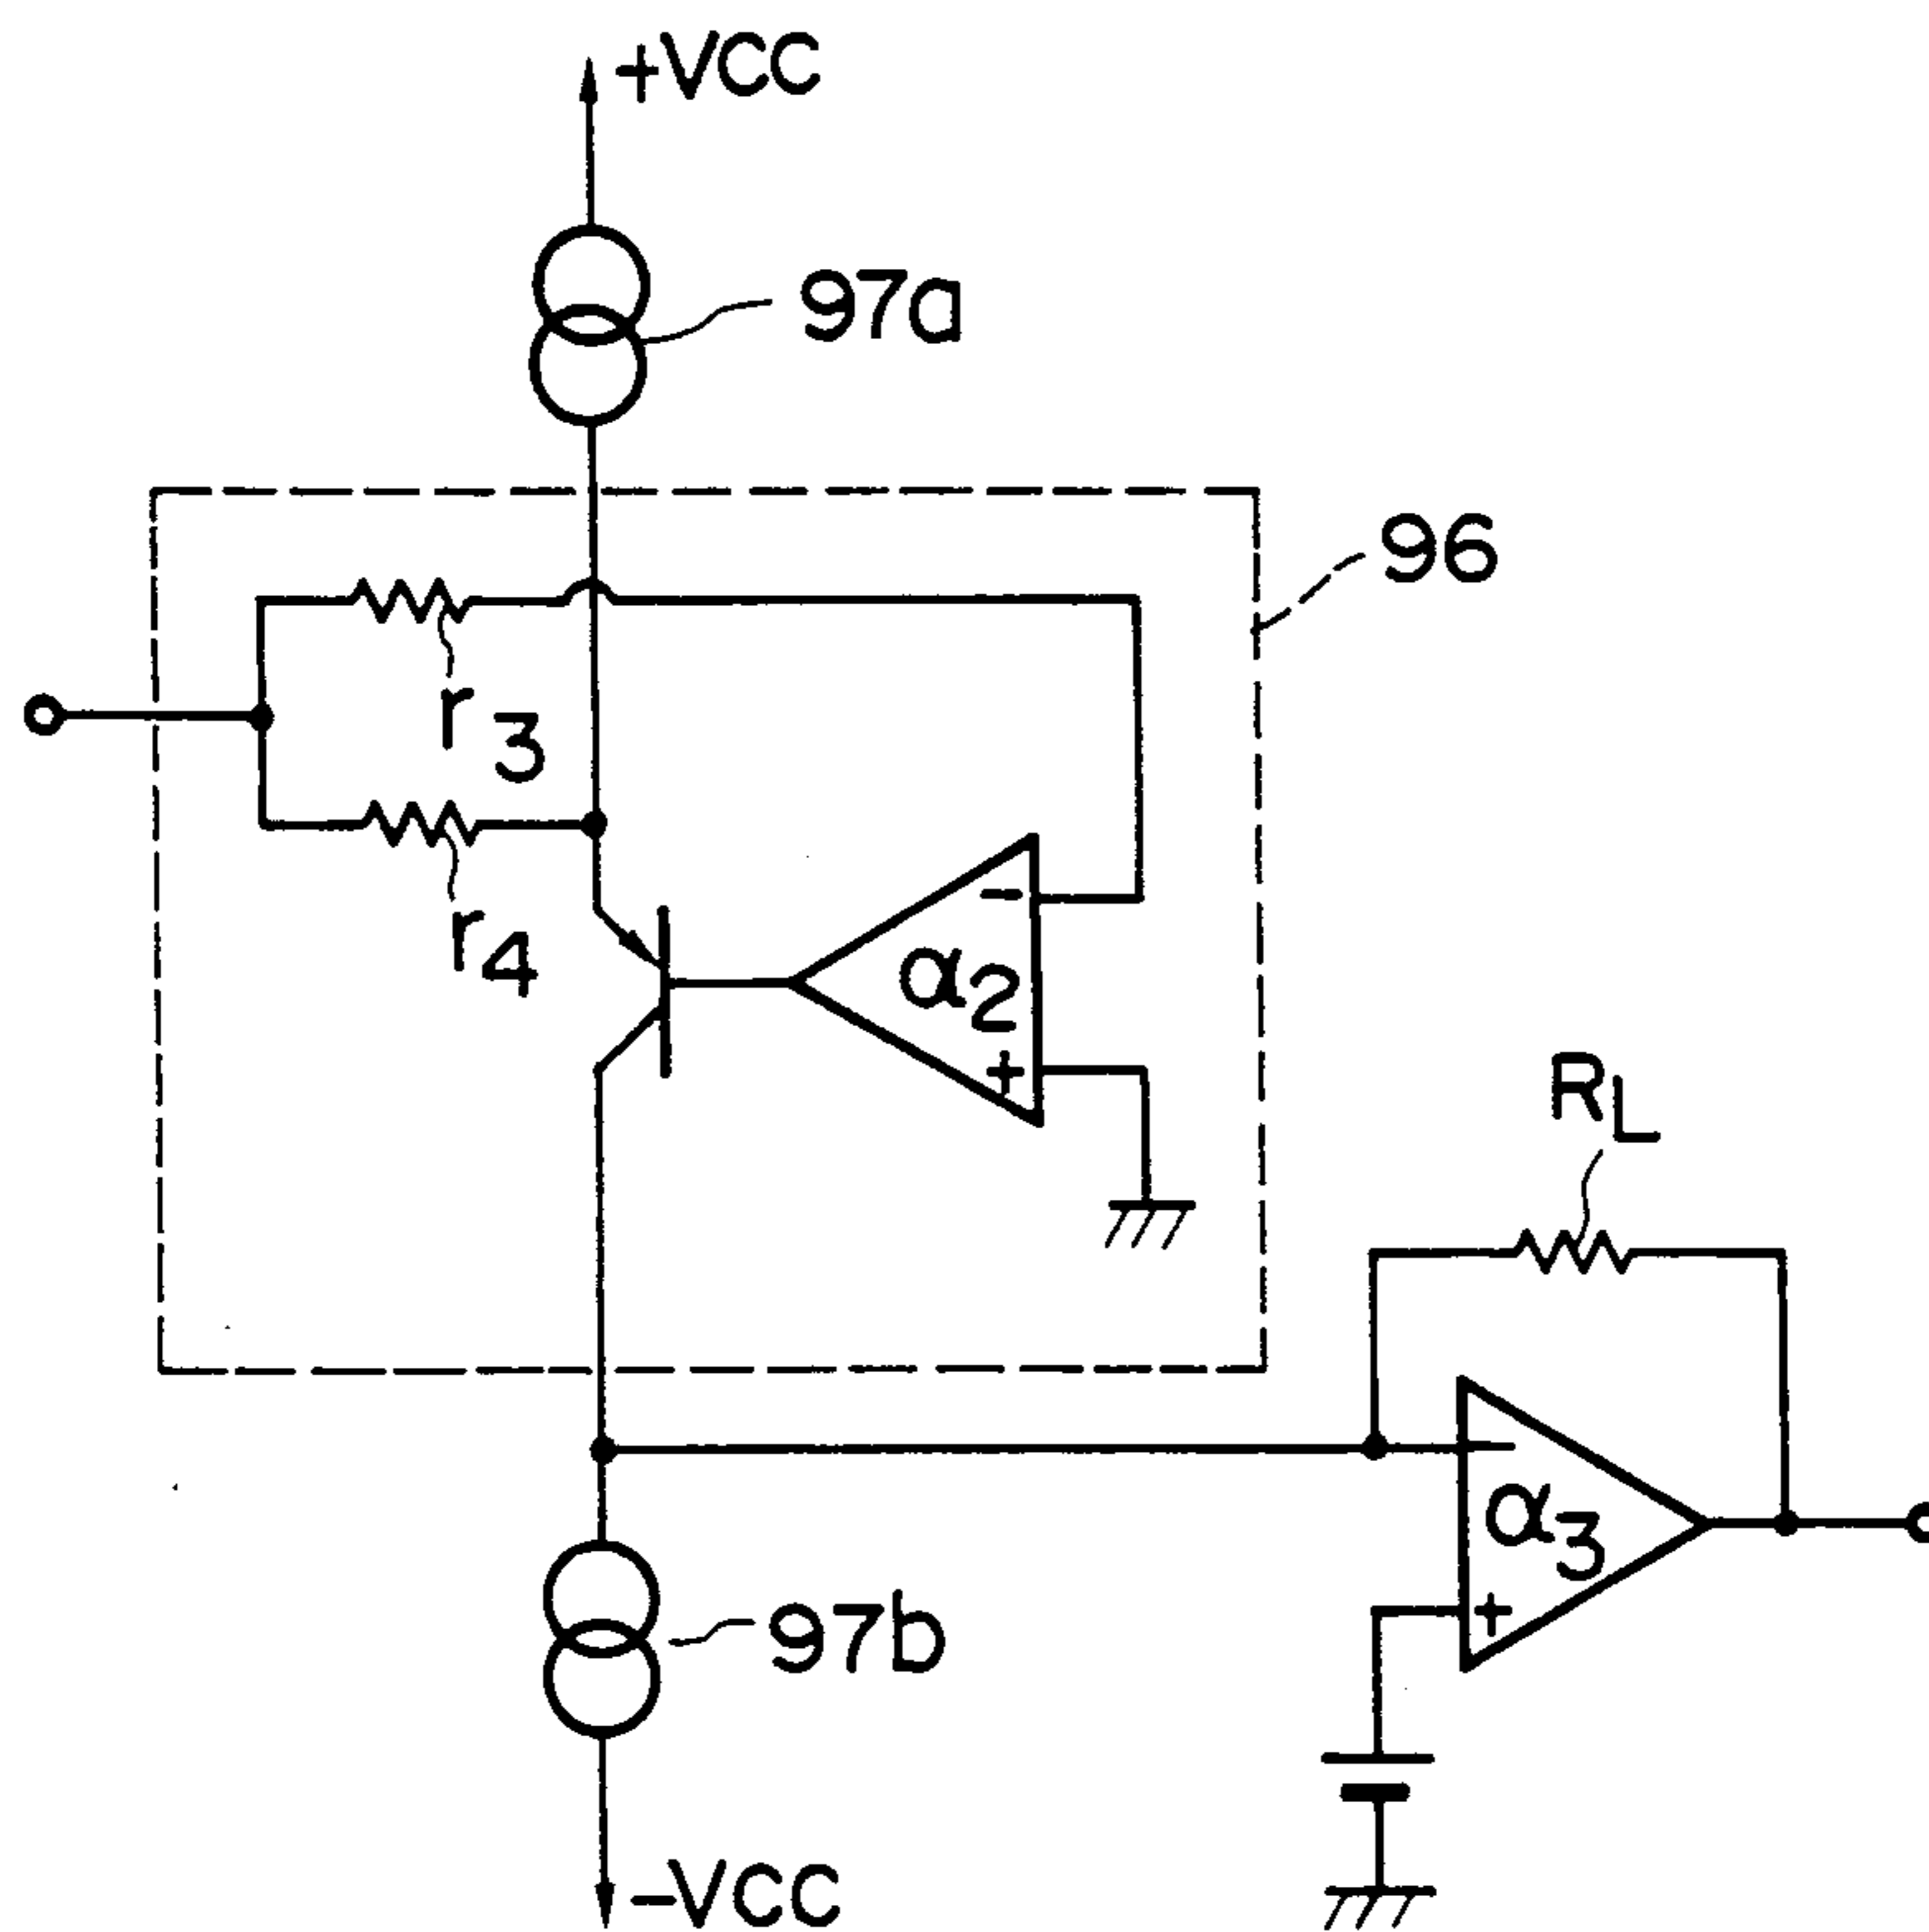 +VCC
97a
96
r3
r4
-
α2
+
RL
-
α3
+
97b
-VCC